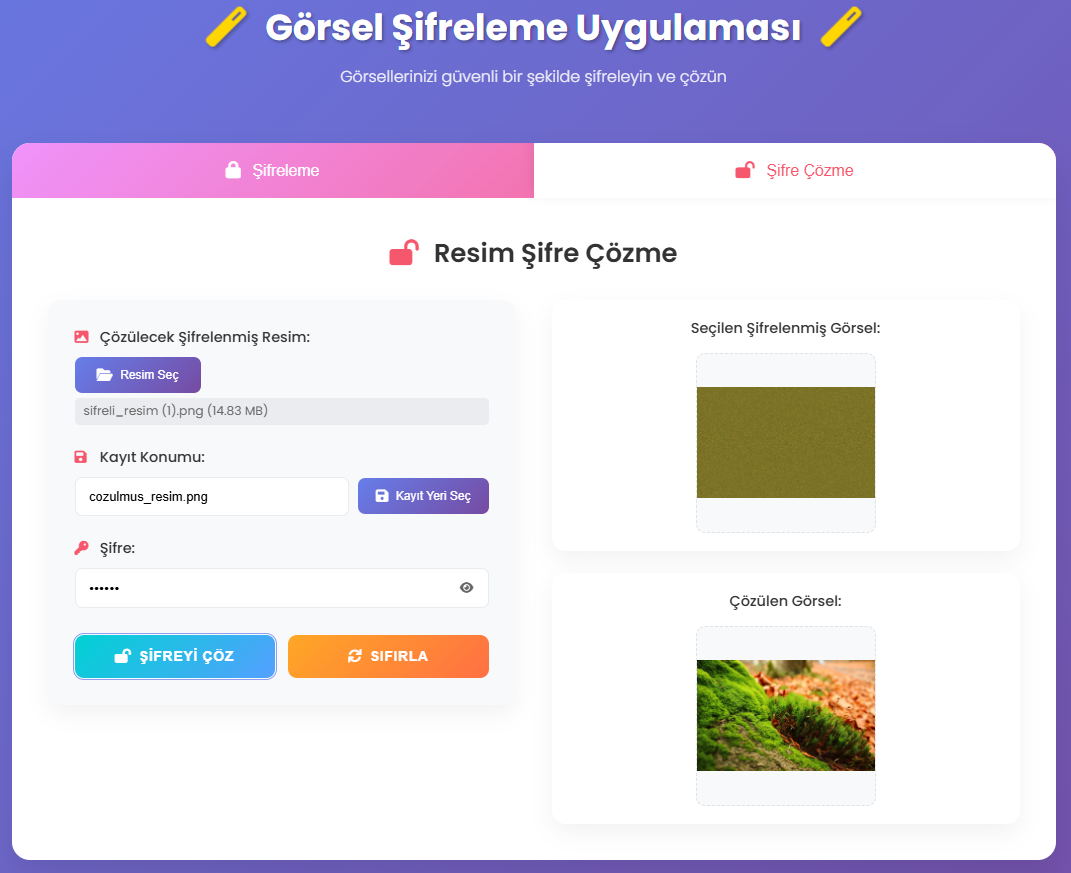 Görsel Şifreleme Uygulaması
Görsellerinizi güvenli bir şekilde şifreleyin ve çözün
Şifreleme
Şifre Çözme
Resim Şifre Çözme
Çözülecek Şifrelenmiş Resim:
Resim Seç
sifreli_resim (1).png (14.83 MB)
Kayıt Konumu:
cozulmus_resim.png
Kayıt Yeri Seç
Şifre:
••••••
ŞİFREYİ ÇÖZ
SIFIRLA
Seçilen Şifrelenmiş Görsel:
Çözülen Görsel: